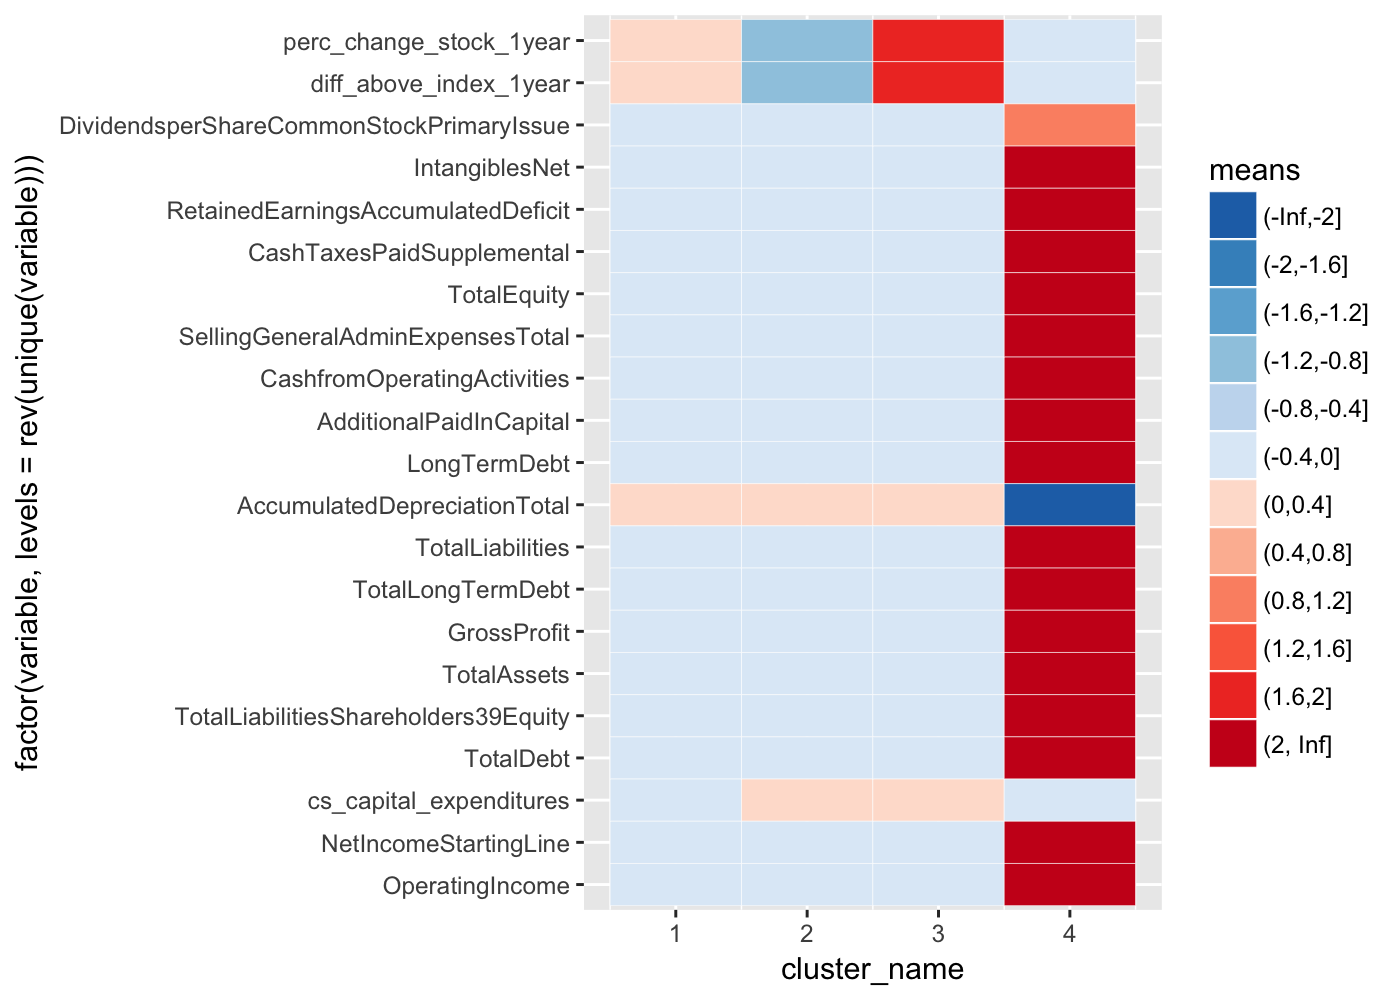 factor(variable, levels = rev(unique(variable)))
perc_change_stock_1year
diff_above_index_1year
DividendsperShareCommonStockPrimaryIssue
IntangiblesNet
RetainedEarningsAccumulatedDeficit
CashTaxesPaidSupplemental
TotalEquity
SellingGeneralAdminExpensesTotal
CashfromOperatingActivities
AdditionalPaidInCapital
LongTermDebt
AccumulatedDepreciationTotal
TotalLiabilities
TotalLongTermDebt
GrossProfit
TotalAssets
TotalLiabilitiesShareholders39Equity
TotalDebt
cs_capital_expenditures
NetIncomeStartingLine
OperatingIncome
1 2 3 4
cluster_name
means
(-Inf,-2]
(-2,-1.6]
(-1.6,-1.2]
(-1.2,-0.8]
(-0.8,-0.4]
(-0.4,0]
(0,0.4]
(0.4,0.8]
(0.8,1.2]
(1.2,1.6]
(1.6,2]
(2, Inf]